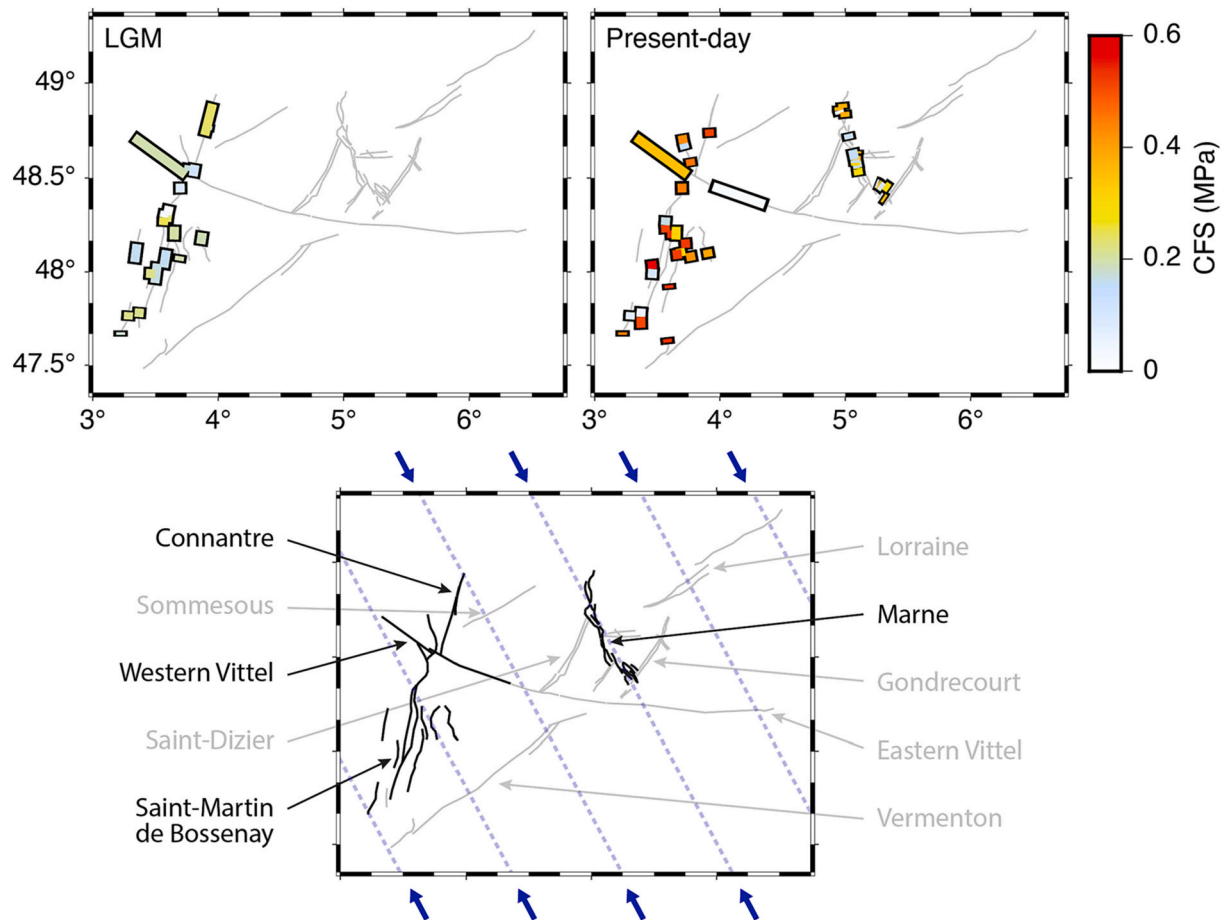 LGM
Present-day
49°
48.5°
48°
47.5°
3°
4°
5°
6°
3°
4°
5°
6°
0.6
0.4
0.2
0
CFS (MPa)
Connantre
Sommesous
Western Vittel
Saint-Dizier
Saint-Martin
de Bossenay
Lorraine
Marne
Gondrecourt
Eastern Vittel
Vermenton